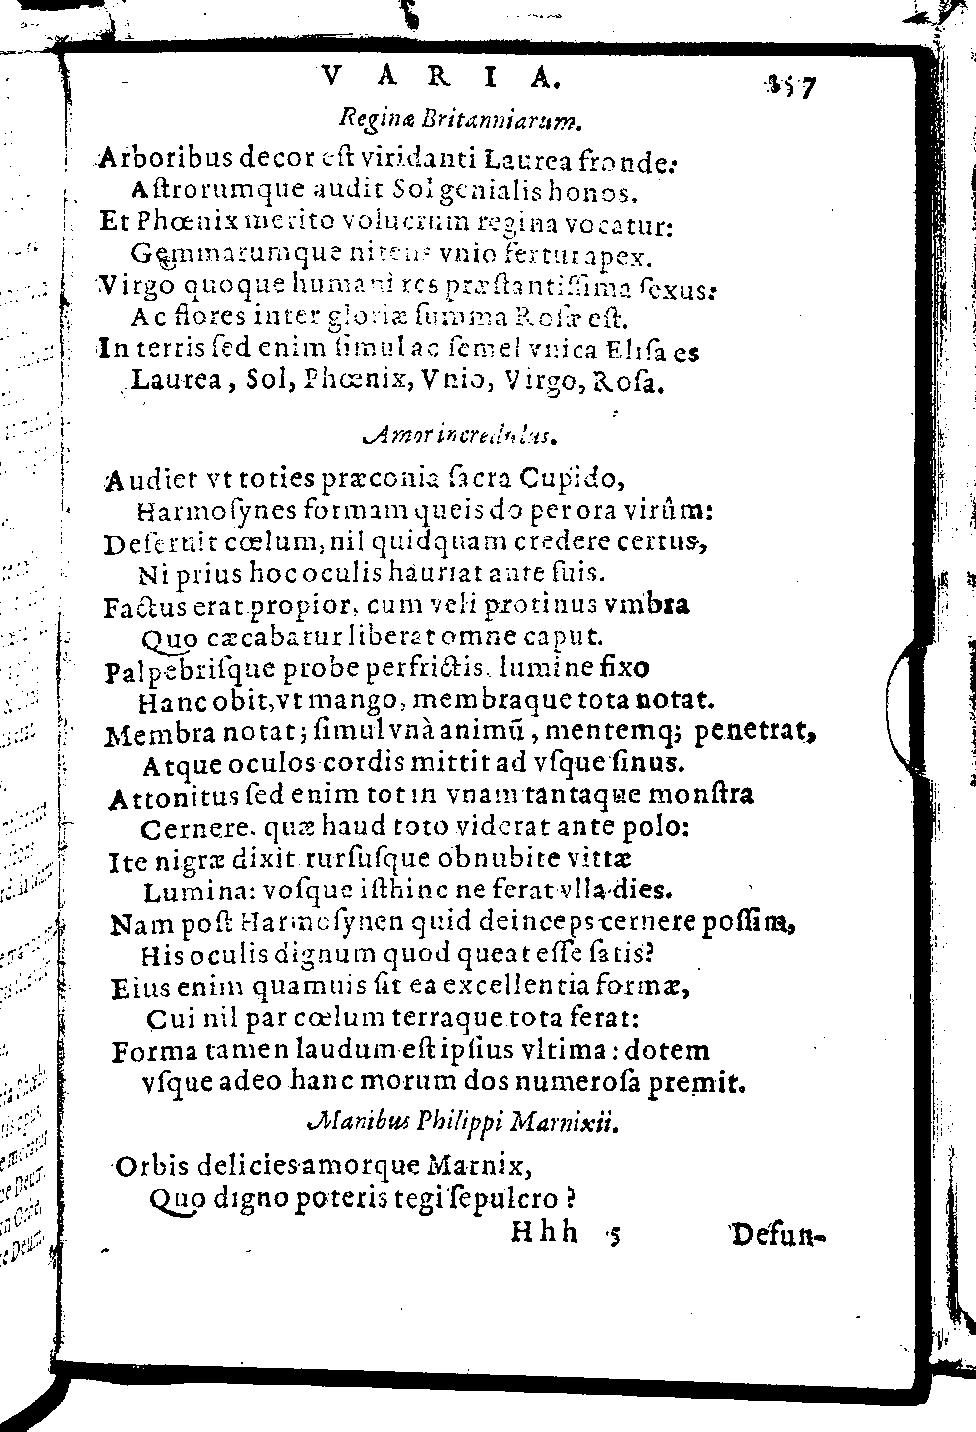 VARIA. 357
Reginæ Britanniarum.
Arboribus decor eſt viridanti Laurea fronde:
Aſtrorumque audit Sol genialis honos.
Et Phœnix merito volucrum regina vocatur:
Gemmarumque nitens vnio fertur apex.
Virgo quoque humani res præſtantiſſima ſexus:
Ac flores inter gloriæ ſumma Roſæ eſt.
In terris ſed enim ſimul ac ſemel vnica Eliſa es
Laurea, Sol, Phœnix, Vnio, Virgo, Roſa.
Amor incredulus.
Audiet vt toties præconia ſacra Cupido,
Harmoſynes formam queis do per ora virûm:
Deſeruit cœlum, nil quidquam credere certus,
Ni prius hoc oculis hauriat ante ſuis.
Factus erat propior, cum veli protinus vmbra
Quo cæcabatur liberat omne caput.
Palpebriſque probe perfrictis, lumine fixo
Hanc obit, vt mango, membraque tota notat.
Membra notat; ſimul vnà animũ, mentemq; penetrat,
Atque oculos cordis mittit ad vſque ſinus.
Attonitus ſed enim tot in vnam tantaque monſtra
Cernere. quæ haud toto viderat ante polo:
Ite nigræ dixit rurſuſque obnubite vittæ
Lumina: voſque iſthinc ne ferat vlla dies.
Nam poſt Harmoſynen quid deinceps cernere poſſim,
His oculis dignum quod queat eſſe ſatis?
Eius enim quamuis ſit ea excellentia formæ,
Cui nil par cœlum terraque tota ferat:
Forma tamen laudum eſt ipſius vltima: dotem
vſque adeo hanc morum dos numeroſa premit.
Manibus Philippi Marnixii.
Orbis delicies amorque Marnix,
Quo digno poteris tegi ſepulcro?
Hhh 5 Defun-